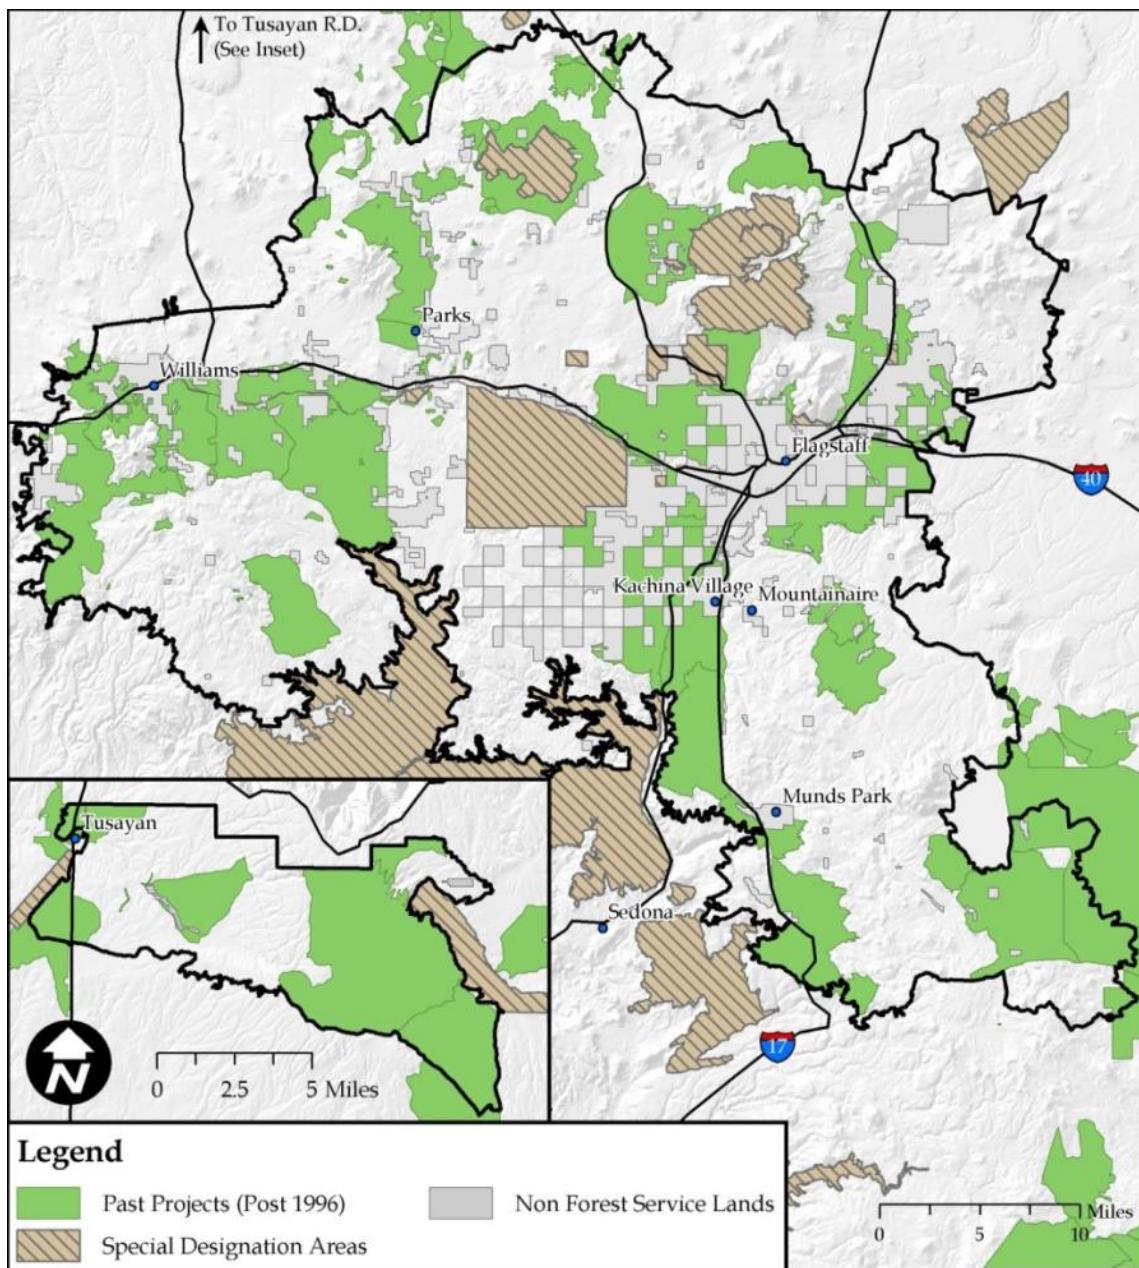 To Tusayan R.D.
(See Inset)
Parks
Williams
Flagstaff
40
Kachina Village
Mountainaire
Munds Park
Tusayan
Sedona
17
N
0 2.5 5 Miles
Legend
Past Projects (Post 1996)
Non Forest Service Lands
Special Designation Areas
Miles
0 5 10